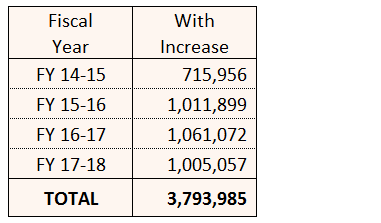 Fiscal Year With Increase
FY 14-15 715,956
FY 15-16 1,011,899
FY 16-17 1,061,072
FY 17-18 1,005,057
TOTAL 3,793,985